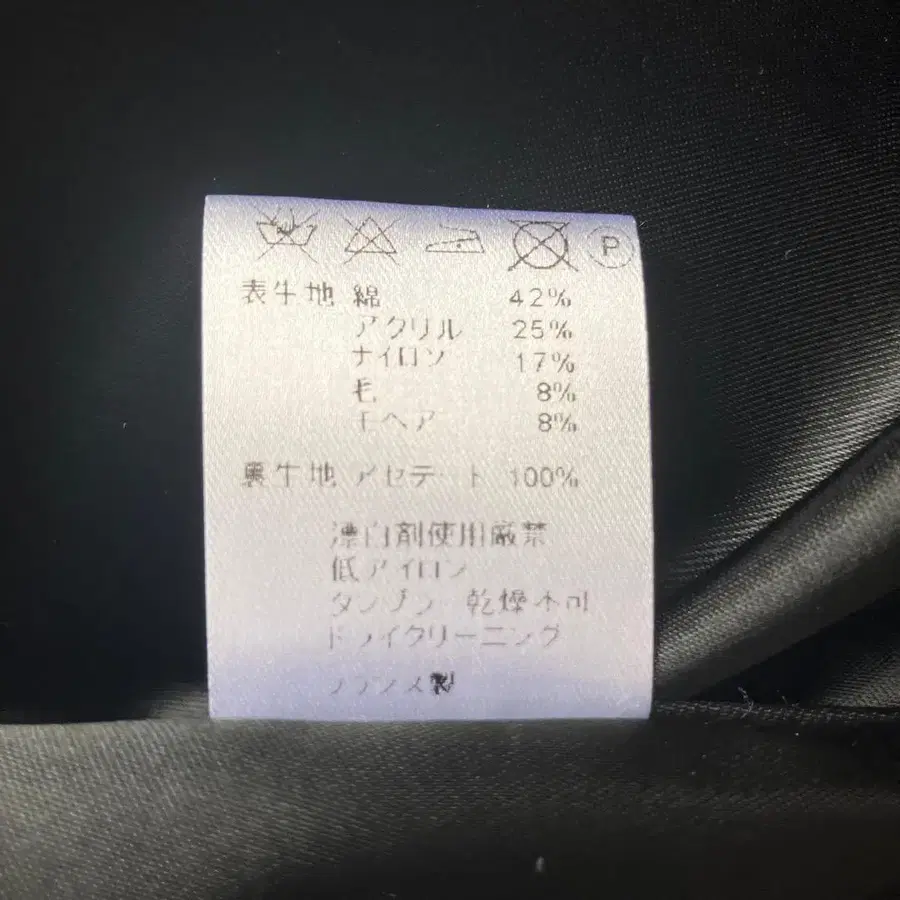 P
表生地 綿 42%
アクリル 25%
ナイロン 17%
毛 8%
モヘア 8%
裏生地 アセテート 100%
漂白剤使用厳禁
低アイロン
タンブラー乾燥不可
ドライクリーニング
フランス製